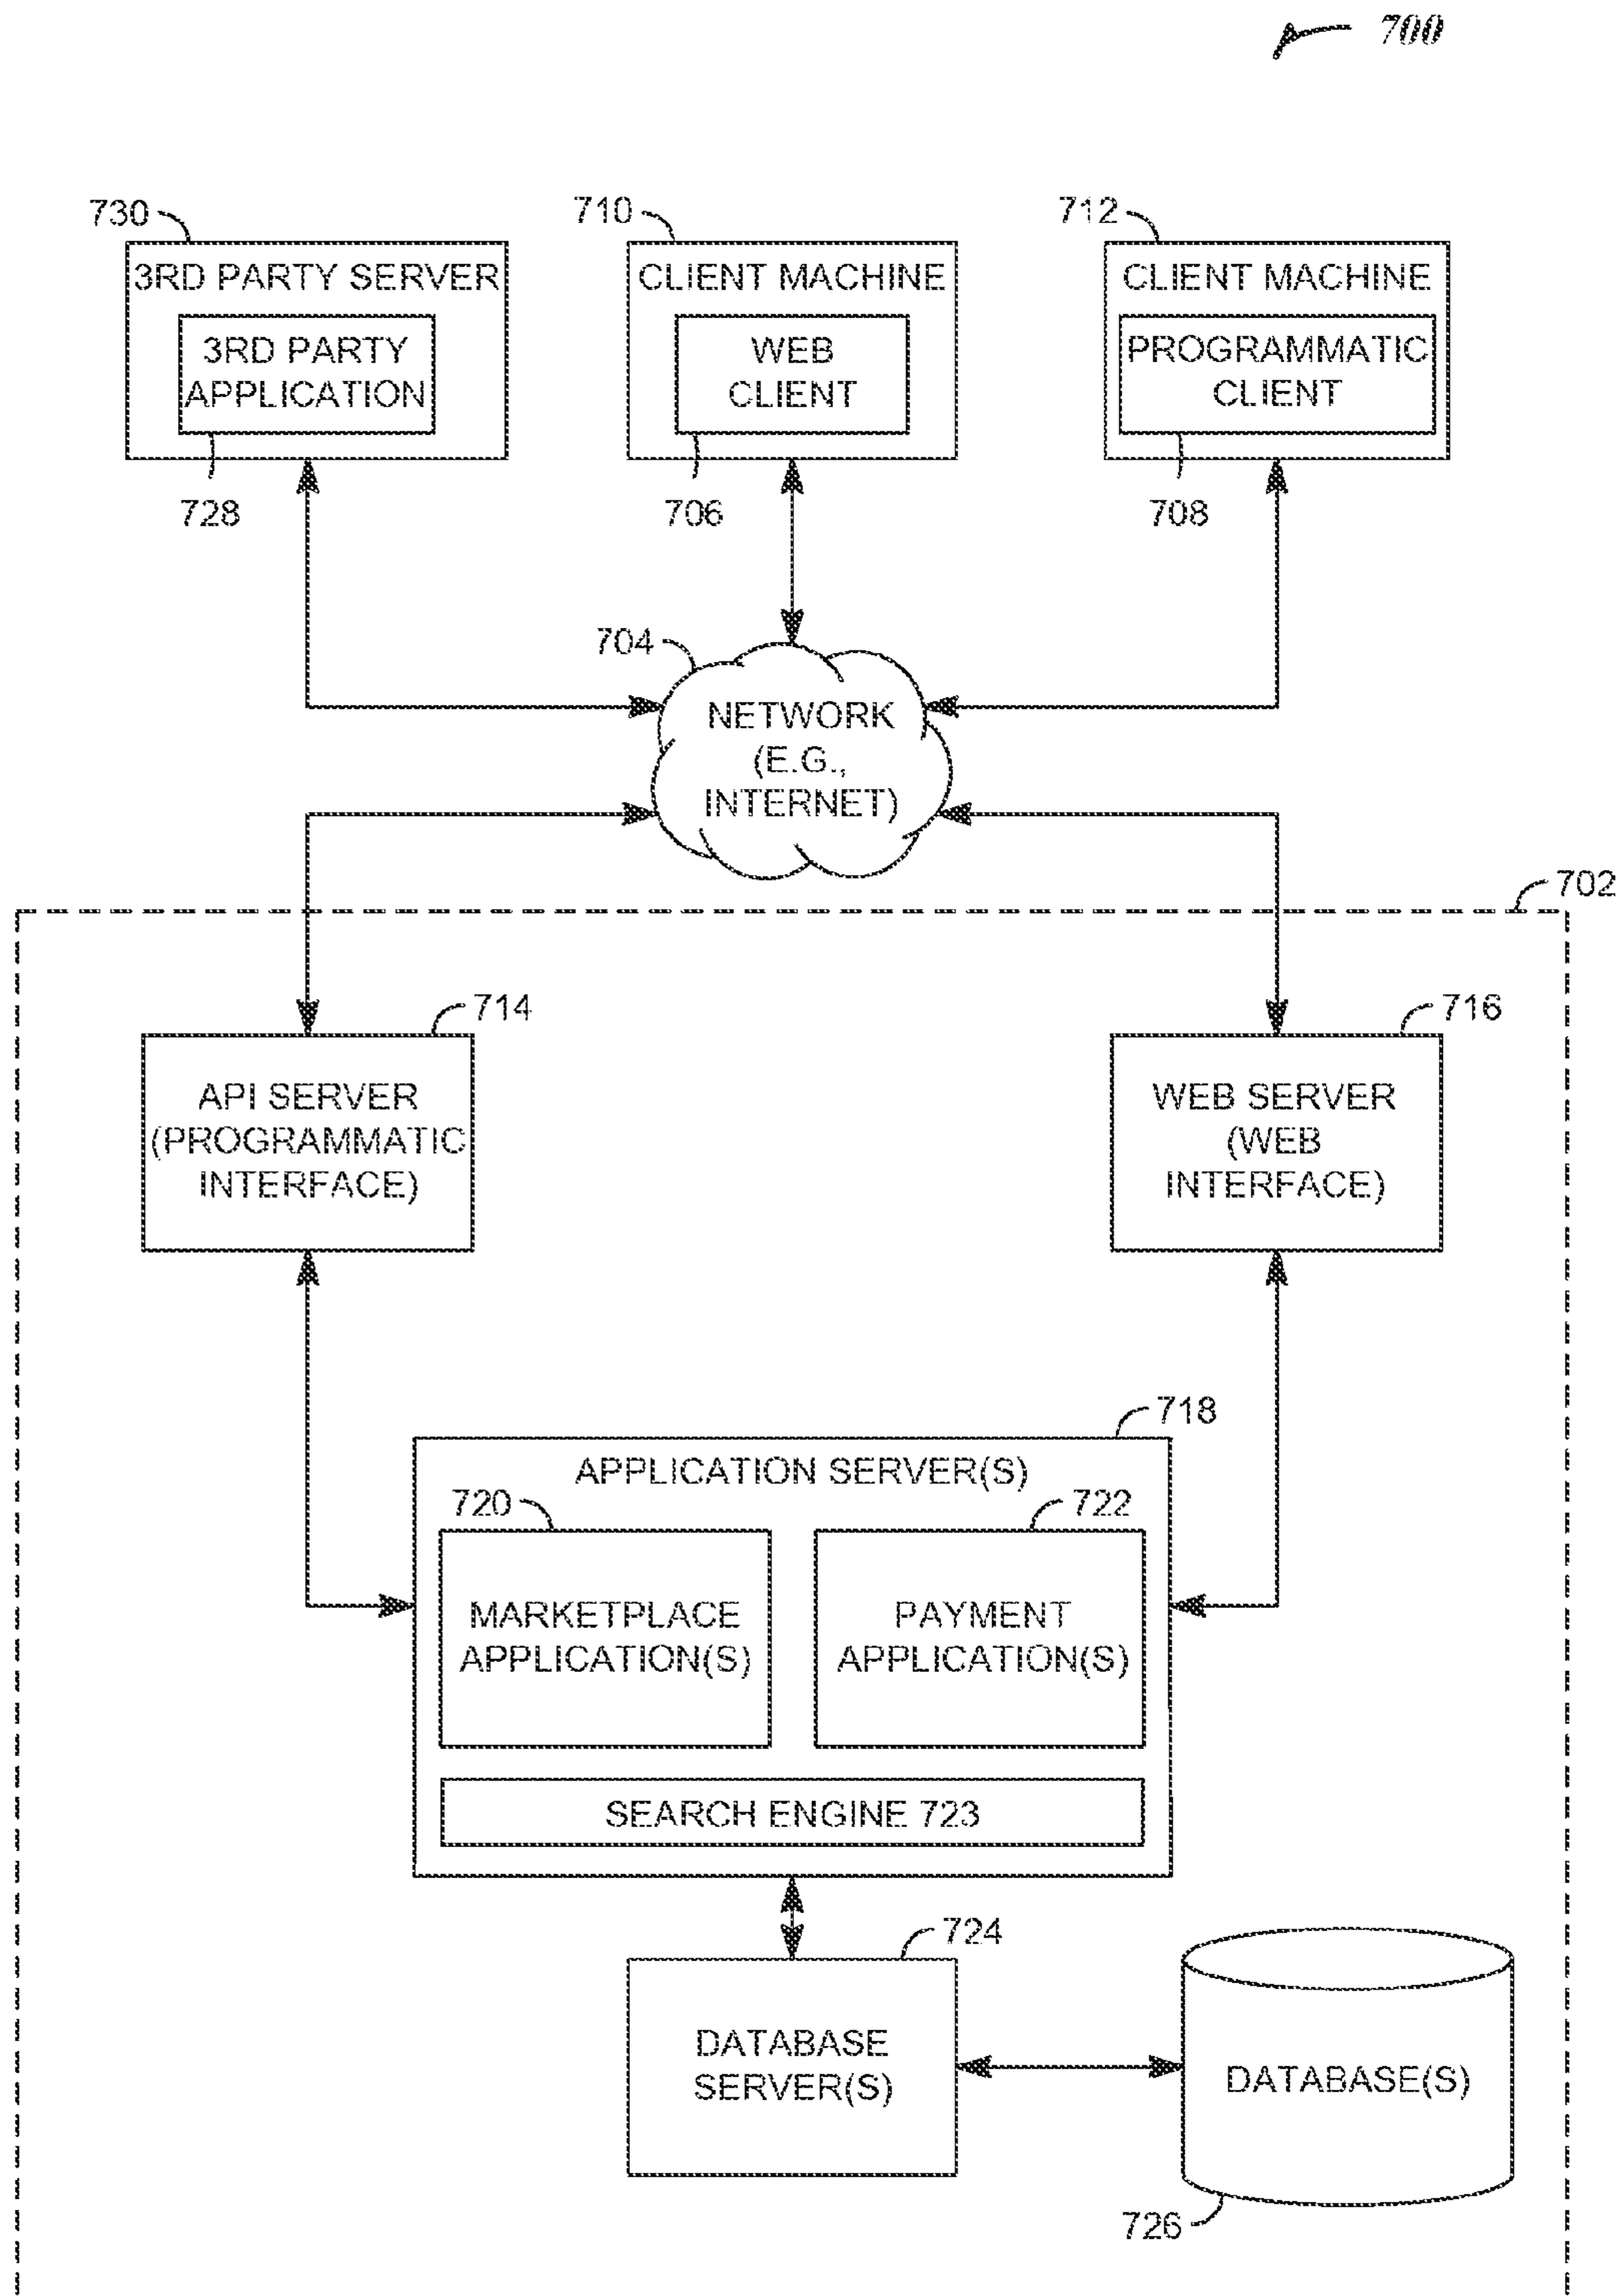 700
730
710
712
3RD PARTY SERVER
CLIENT MACHINE
CLIENT MACHINE
3RD PARTY
APPLICATION
WEB
CLIENT
PROGRAMMATIC
CLIENT
728
706
708
704
NETWORK
(E.G.,
INTERNET)
702
714
716
API SERVER
(PROGRAMMATIC
INTERFACE)
WEB SERVER
(WEB
INTERFACE)
718
APPLICATION SERVER(S)
720
722
MARKETPLACE
APPLICATION(S)
PAYMENT
APPLICATION(S)
SEARCH ENGINE 723
724
DATABASE
SERVER(S)
DATABASE(S)
726